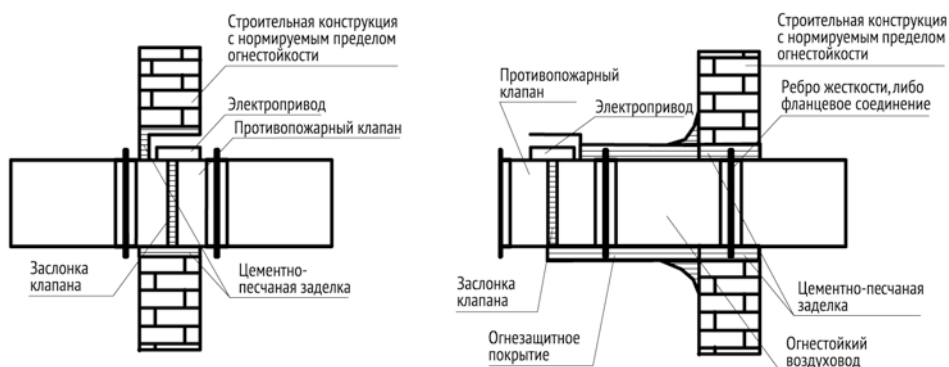 Строительная конструкция
с нормируемым пределом
огнестойкости
Электропривод
Противопожарный клапан
Заслонка
клапана
Цементно-
песчаная заделка
Строительная конструкция
с нормируемым пределом
огнестойкости
Противопожарный
клапан
Электропривод
Ребро жесткости, либо
фланцевое соединение
Заслонка
клапана
Цементно-песчаная
заделка
Огнезащитное
покрытие
Огнестойкий
воздуховод